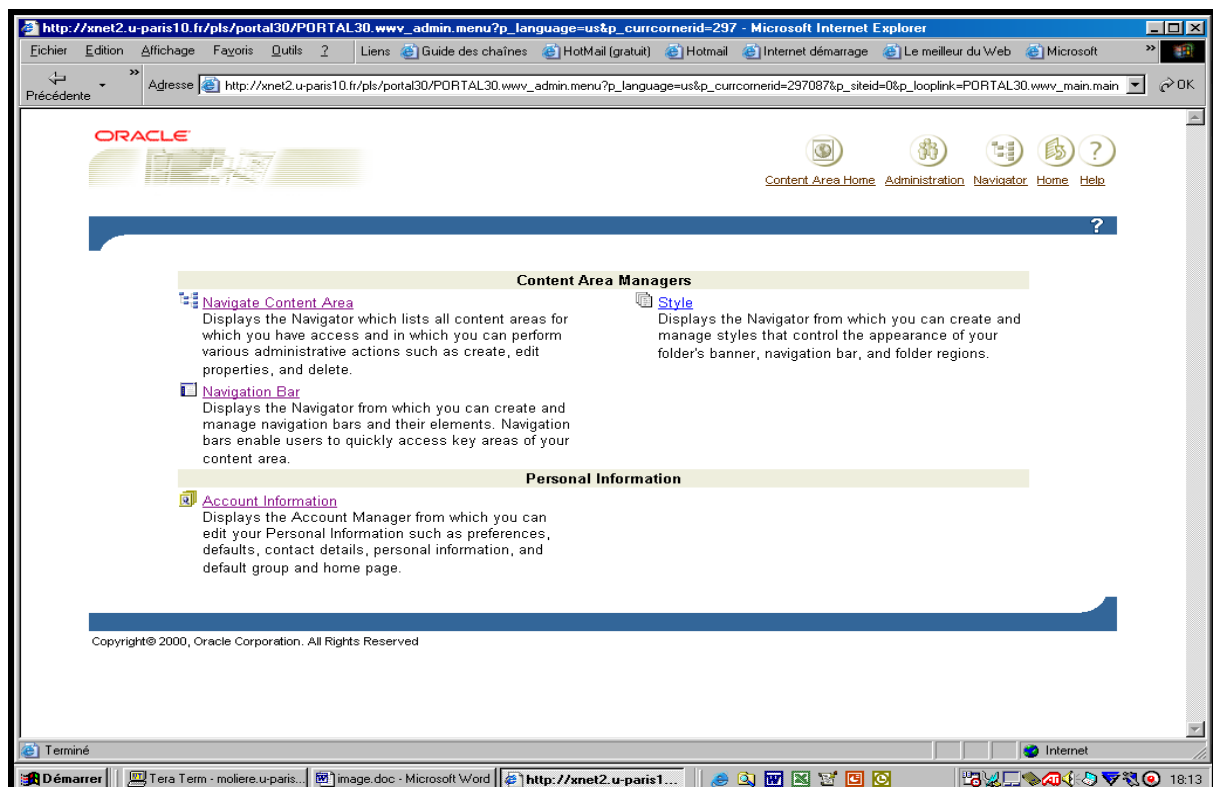 http://xnet2.u-paris10.fr/pls/portal30/PORTAL30.wwv_admin.menu?p_language=us&p_currcornerid=297 - Microsoft Internet Explorer
Fichier Edition Affichage Favoris Outils ? Liens Guide des chaînes HotMail (gratuit) Hotmail Internet démarrage Le meilleur du Web Microsoft »
Précédente » Adresse http://xnet2.u-paris10.fr/pls/portal30/PORTAL30.wwv_admin.menu?p_language=us&p_currcornerid=297087&p_siteid=0&p_looplink=PORTAL30.wwv_main.main OK
ORACLE
Content Area Home Administration Navigator Home Help
?
Content Area Managers
Navigate Content Area
Displays the Navigator which lists all content areas for
which you have access and in which you can perform
various administrative actions such as create, edit
properties, and delete.
Style
Displays the Navigator from which you can create and
manage styles that control the appearance of your
folder's banner, navigation bar, and folder regions.
Navigation Bar
Displays the Navigator from which you can create and
manage navigation bars and their elements. Navigation
bars enable users to quickly access key areas of your
content area.
Personal Information
Account Information
Displays the Account Manager from which you can
edit your Personal Information such as preferences,
defaults, contact details, personal information, and
default group and home page.
Copyright© 2000, Oracle Corporation. All Rights Reserved
Terminé Internet
Démarrer Tera Term - moliere.u-paris... image.doc - Microsoft Word http://xnet2.u-paris1... 18:13